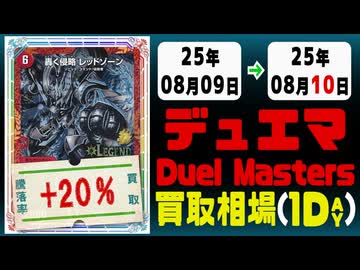 6
轟く侵略 レッドゾーン
LEGEND
騰落率
+20%
買取
25年
08月09日
25年
08月10日
デュエマ
Duel Masters
買取相場(1D)